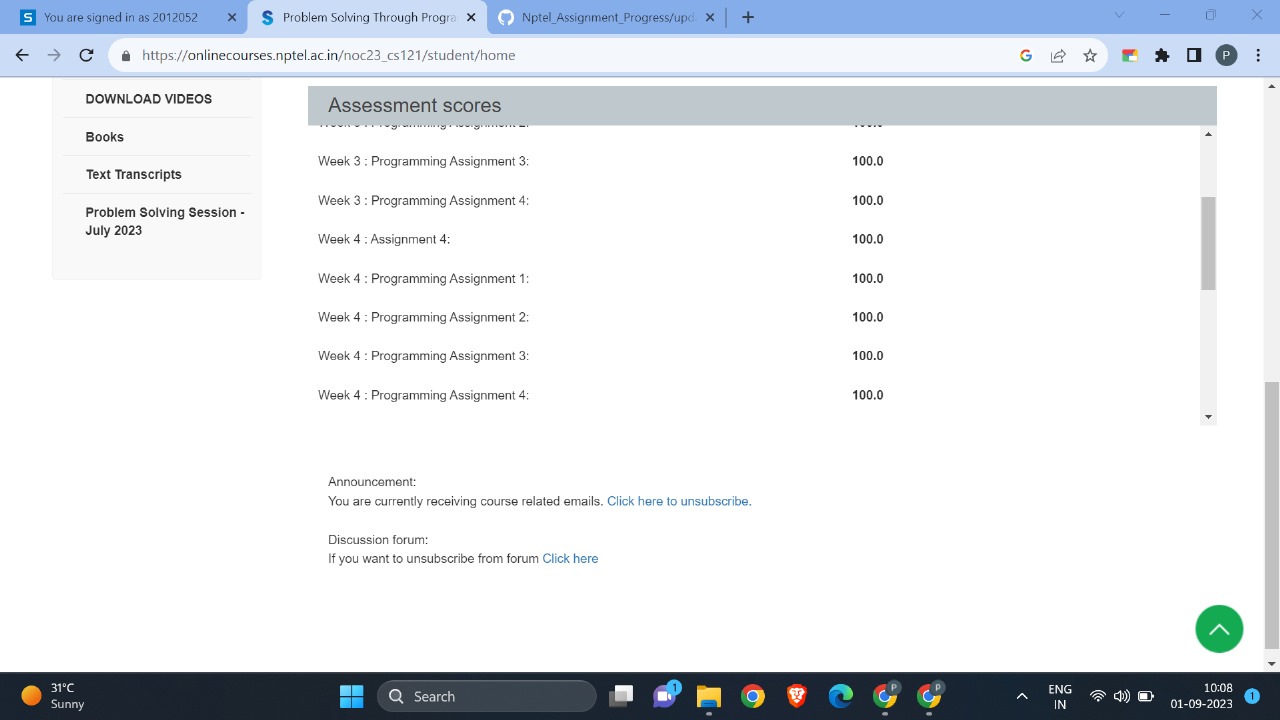 You are signed in as 2012052
Problem Solving Through Progra
Nptel_Assignment_Progress/upd
https://onlinecourses.nptel.ac.in/noc23_cs121/student/home
P
DOWNLOAD VIDEOS
Books
Text Transcripts
Problem Solving Session -
July 2023
Assessment scores
Week 3 : Programming Assignment 3: 100.0
Week 3 : Programming Assignment 4: 100.0
Week 4 : Assignment 4: 100.0
Week 4 : Programming Assignment 1: 100.0
Week 4 : Programming Assignment 2: 100.0
Week 4 : Programming Assignment 3: 100.0
Week 4 : Programming Assignment 4: 100.0
Announcement:
You are currently receiving course related emails. Click here to unsubscribe.
Discussion forum:
If you want to unsubscribe from forum Click here
31°C
Sunny
Search
1
P
P
ENG
IN
10:08
01-09-2023
1